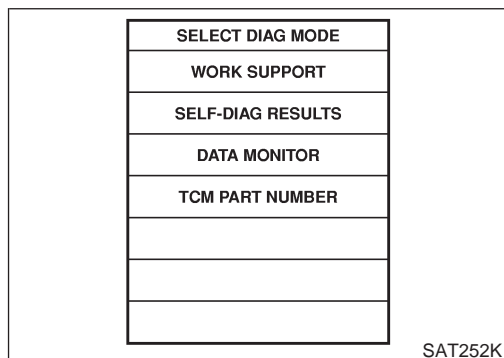 SELECT DIAG MODE
WORK SUPPORT
SELF-DIAG RESULTS
DATA MONITOR
TCM PART NUMBER
SAT252K